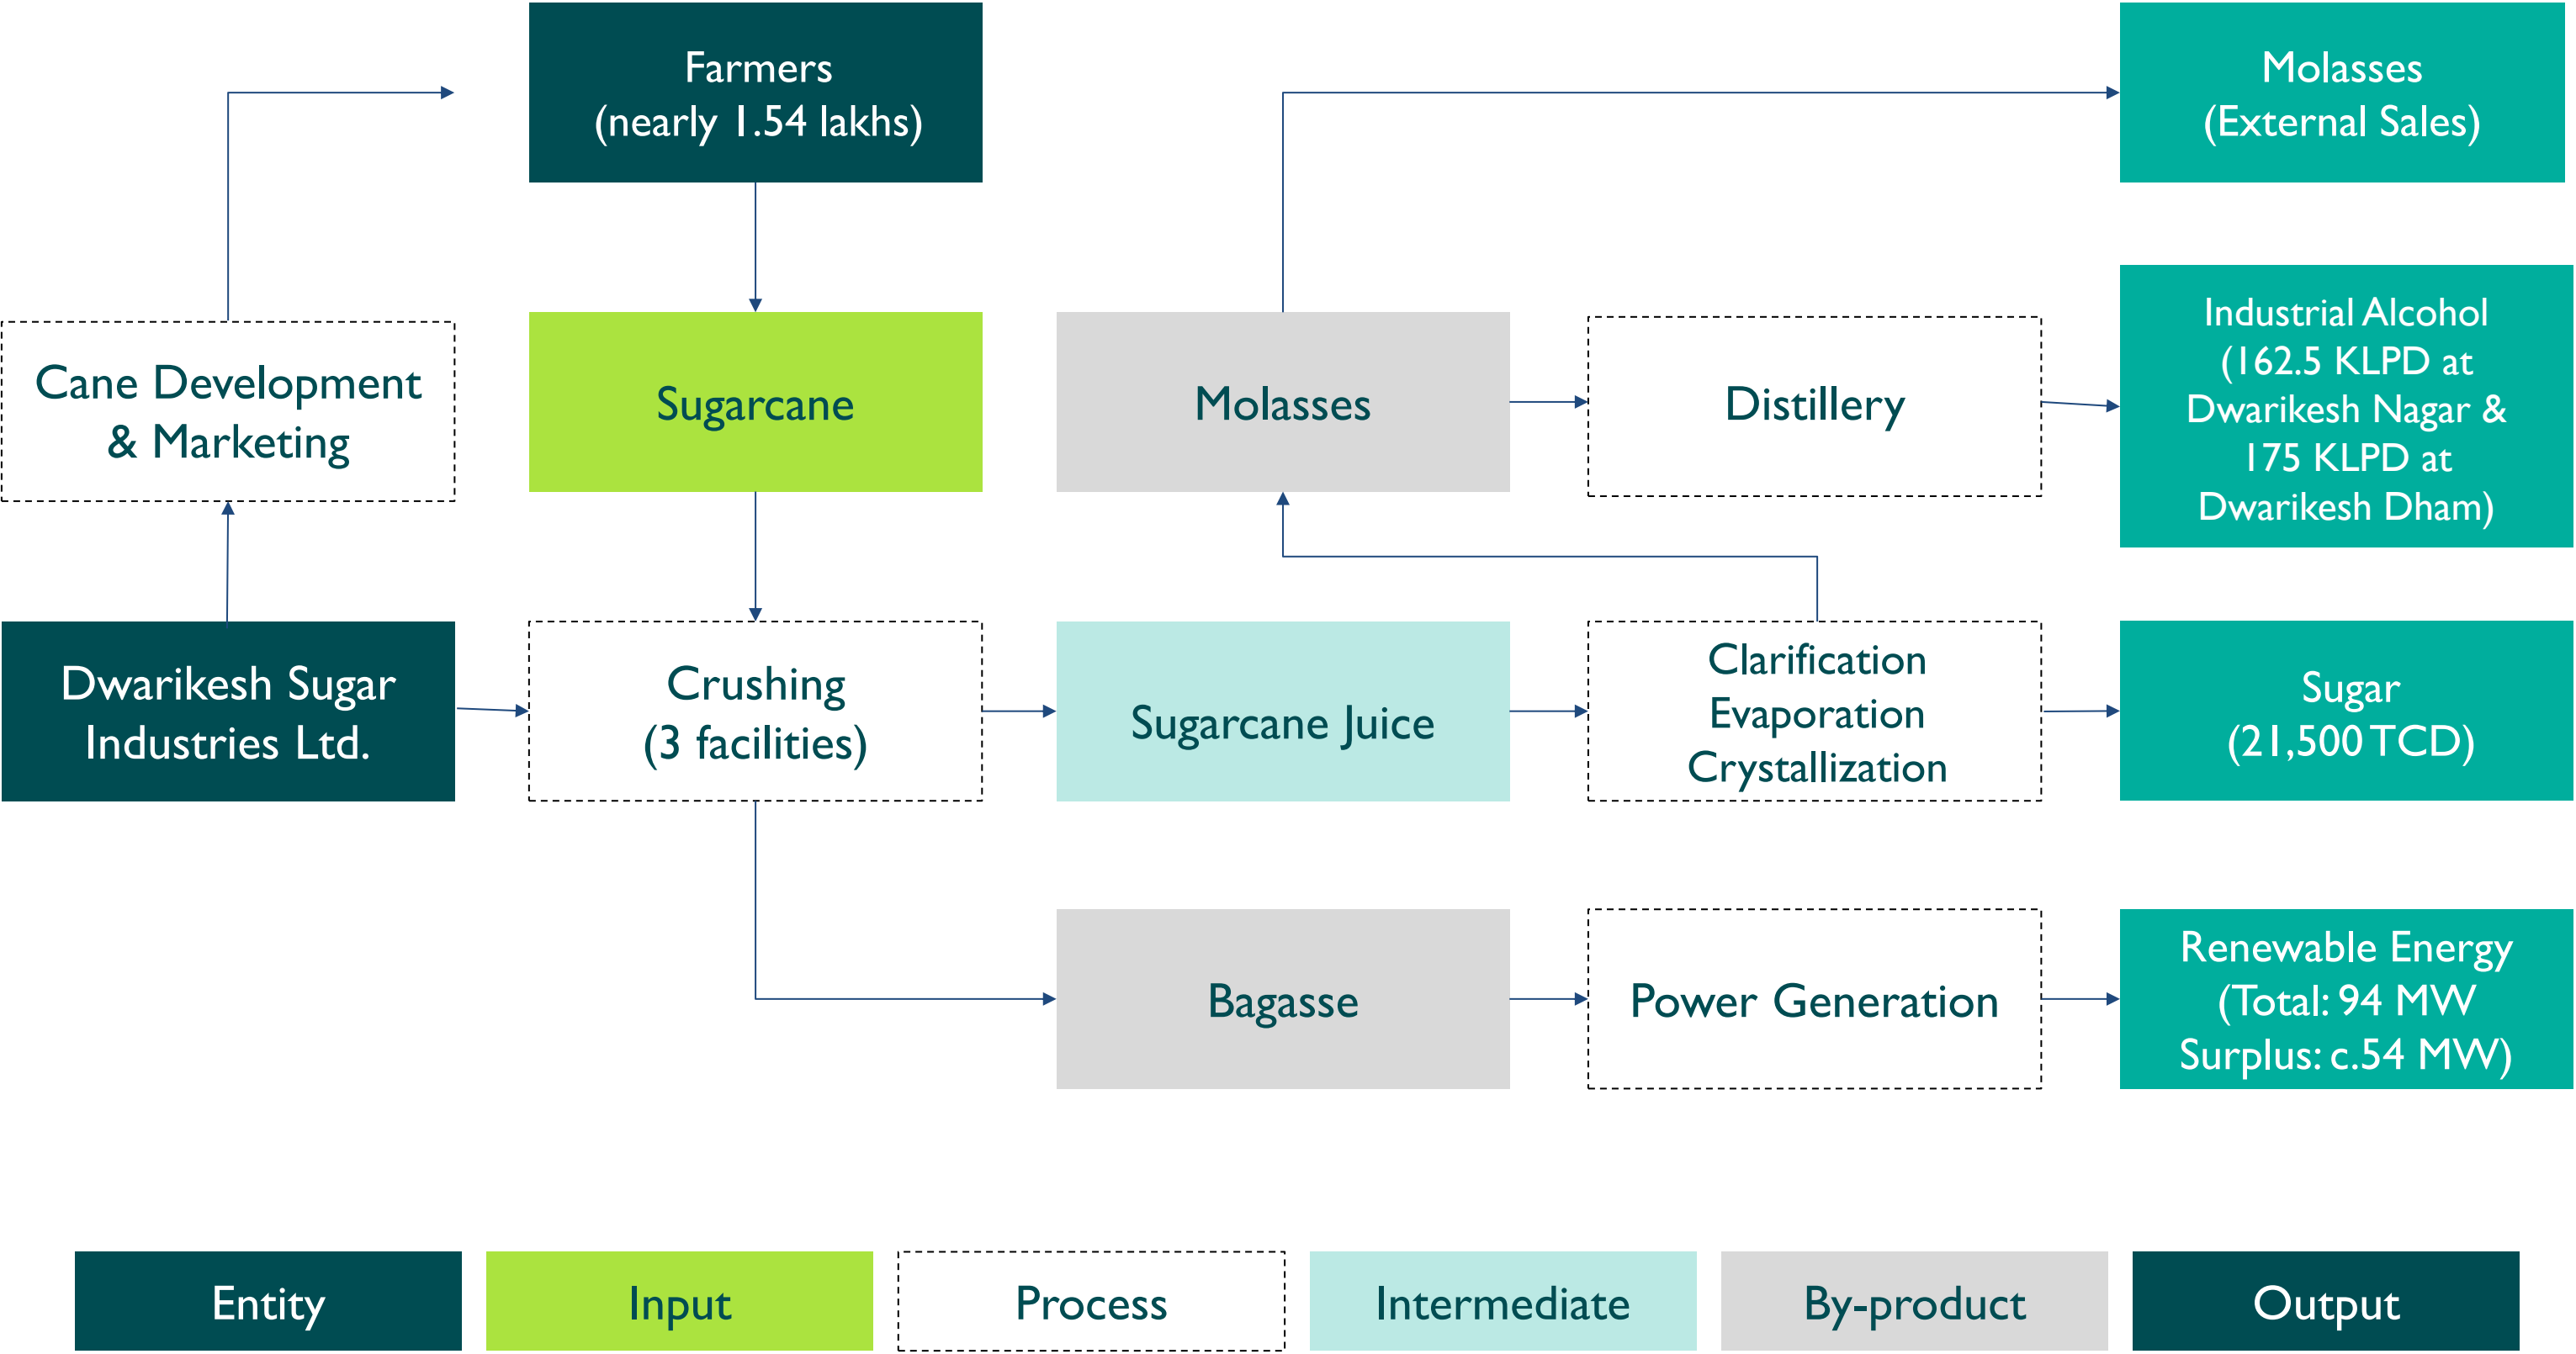 Farmers
(nearly 1.54 lakhs)
Molasses
(External Sales)
Cane Development
& Marketing
Sugarcane
Molasses
Distillery
Industrial Alcohol
(162.5 KLPD at
Dwarikesh Nagar &
175 KLPD at
Dwarikesh Dham)
Dwarikesh Sugar
Industries Ltd.
Crushing
(3 facilities)
Sugarcane Juice
Clarification
Evaporation
Crystallization
Sugar
(21,500 TCD)
Bagasse
Power Generation
Renewable Energy
(Total: 94 MW
Surplus: c.54 MW)
Entity
Input
Process
Intermediate
By-product
Output